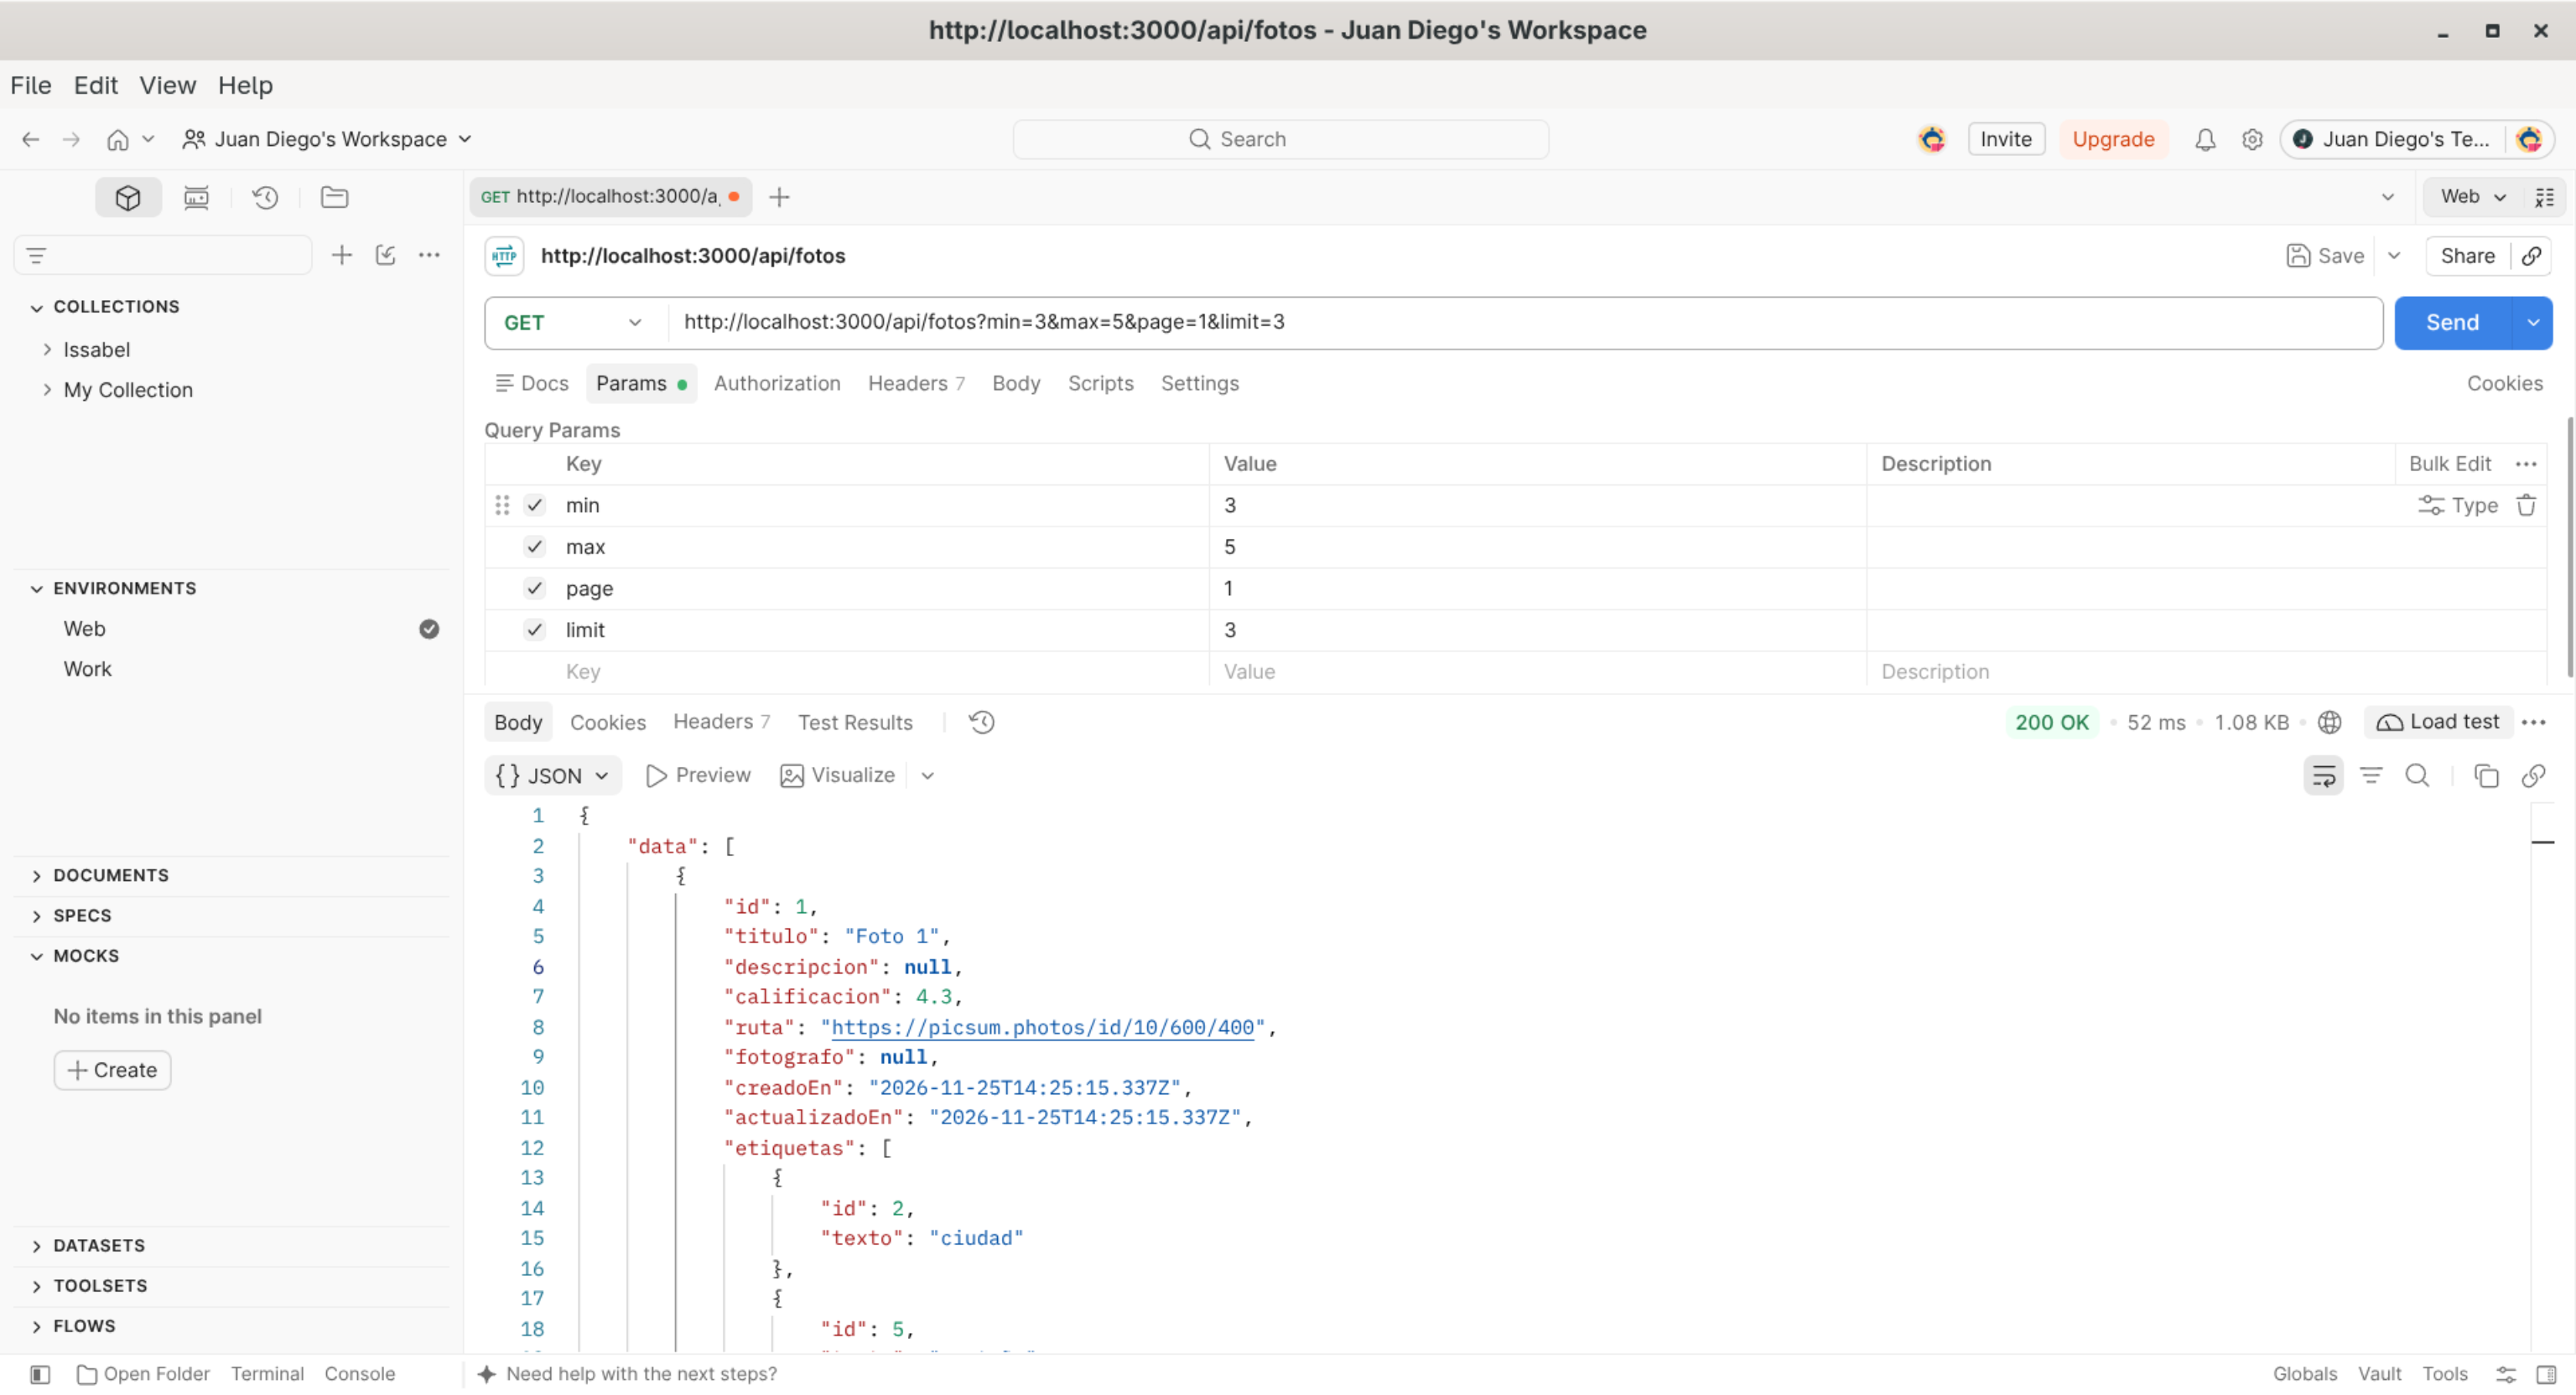 http://localhost:3000/api/fotos - Juan Diego's Workspace
File Edit View Help
Juan Diego's Workspace
Search
Invite
Upgrade
Juan Diego's Te...
GET http://localhost:3000/a
Web
HTTP http://localhost:3000/api/fotos
Save
Share
COLLECTIONS
Issabel
My Collection
ENVIRONMENTS
Web
Work
DOCUMENTS
SPECS
MOCKS
No items in this panel
Create
DATASETS
TOOLSETS
FLOWS
GET http://localhost:3000/api/fotos?min=3&max=5&page=1&limit=3
Send
Docs Params Authorization Headers 7 Body Scripts Settings Cookies
Query Params
Key Value Description Bulk Edit
min 3 Type
max 5
page 1
limit 3
Key Value Description
Body Cookies Headers 7 Test Results
200 OK 52 ms 1.08 KB Load test
{} JSON Preview Visualize
1 {
2 "data": [
3 {
4 "id": 1,
5 "titulo": "Foto 1",
6 "descripcion": null,
7 "calificacion": 4.3,
8 "ruta": "https://picsum.photos/id/10/600/400",
9 "fotografo": null,
10 "creadoEn": "2026-11-25T14:25:15.337Z",
11 "actualizadoEn": "2026-11-25T14:25:15.337Z",
12 "etiquetas": [
13 {
14 "id": 2,
15 "texto": "ciudad"
16 },
17 {
18 "id": 5,
Open Folder Terminal Console
Need help with the next steps?
Globals Vault Tools